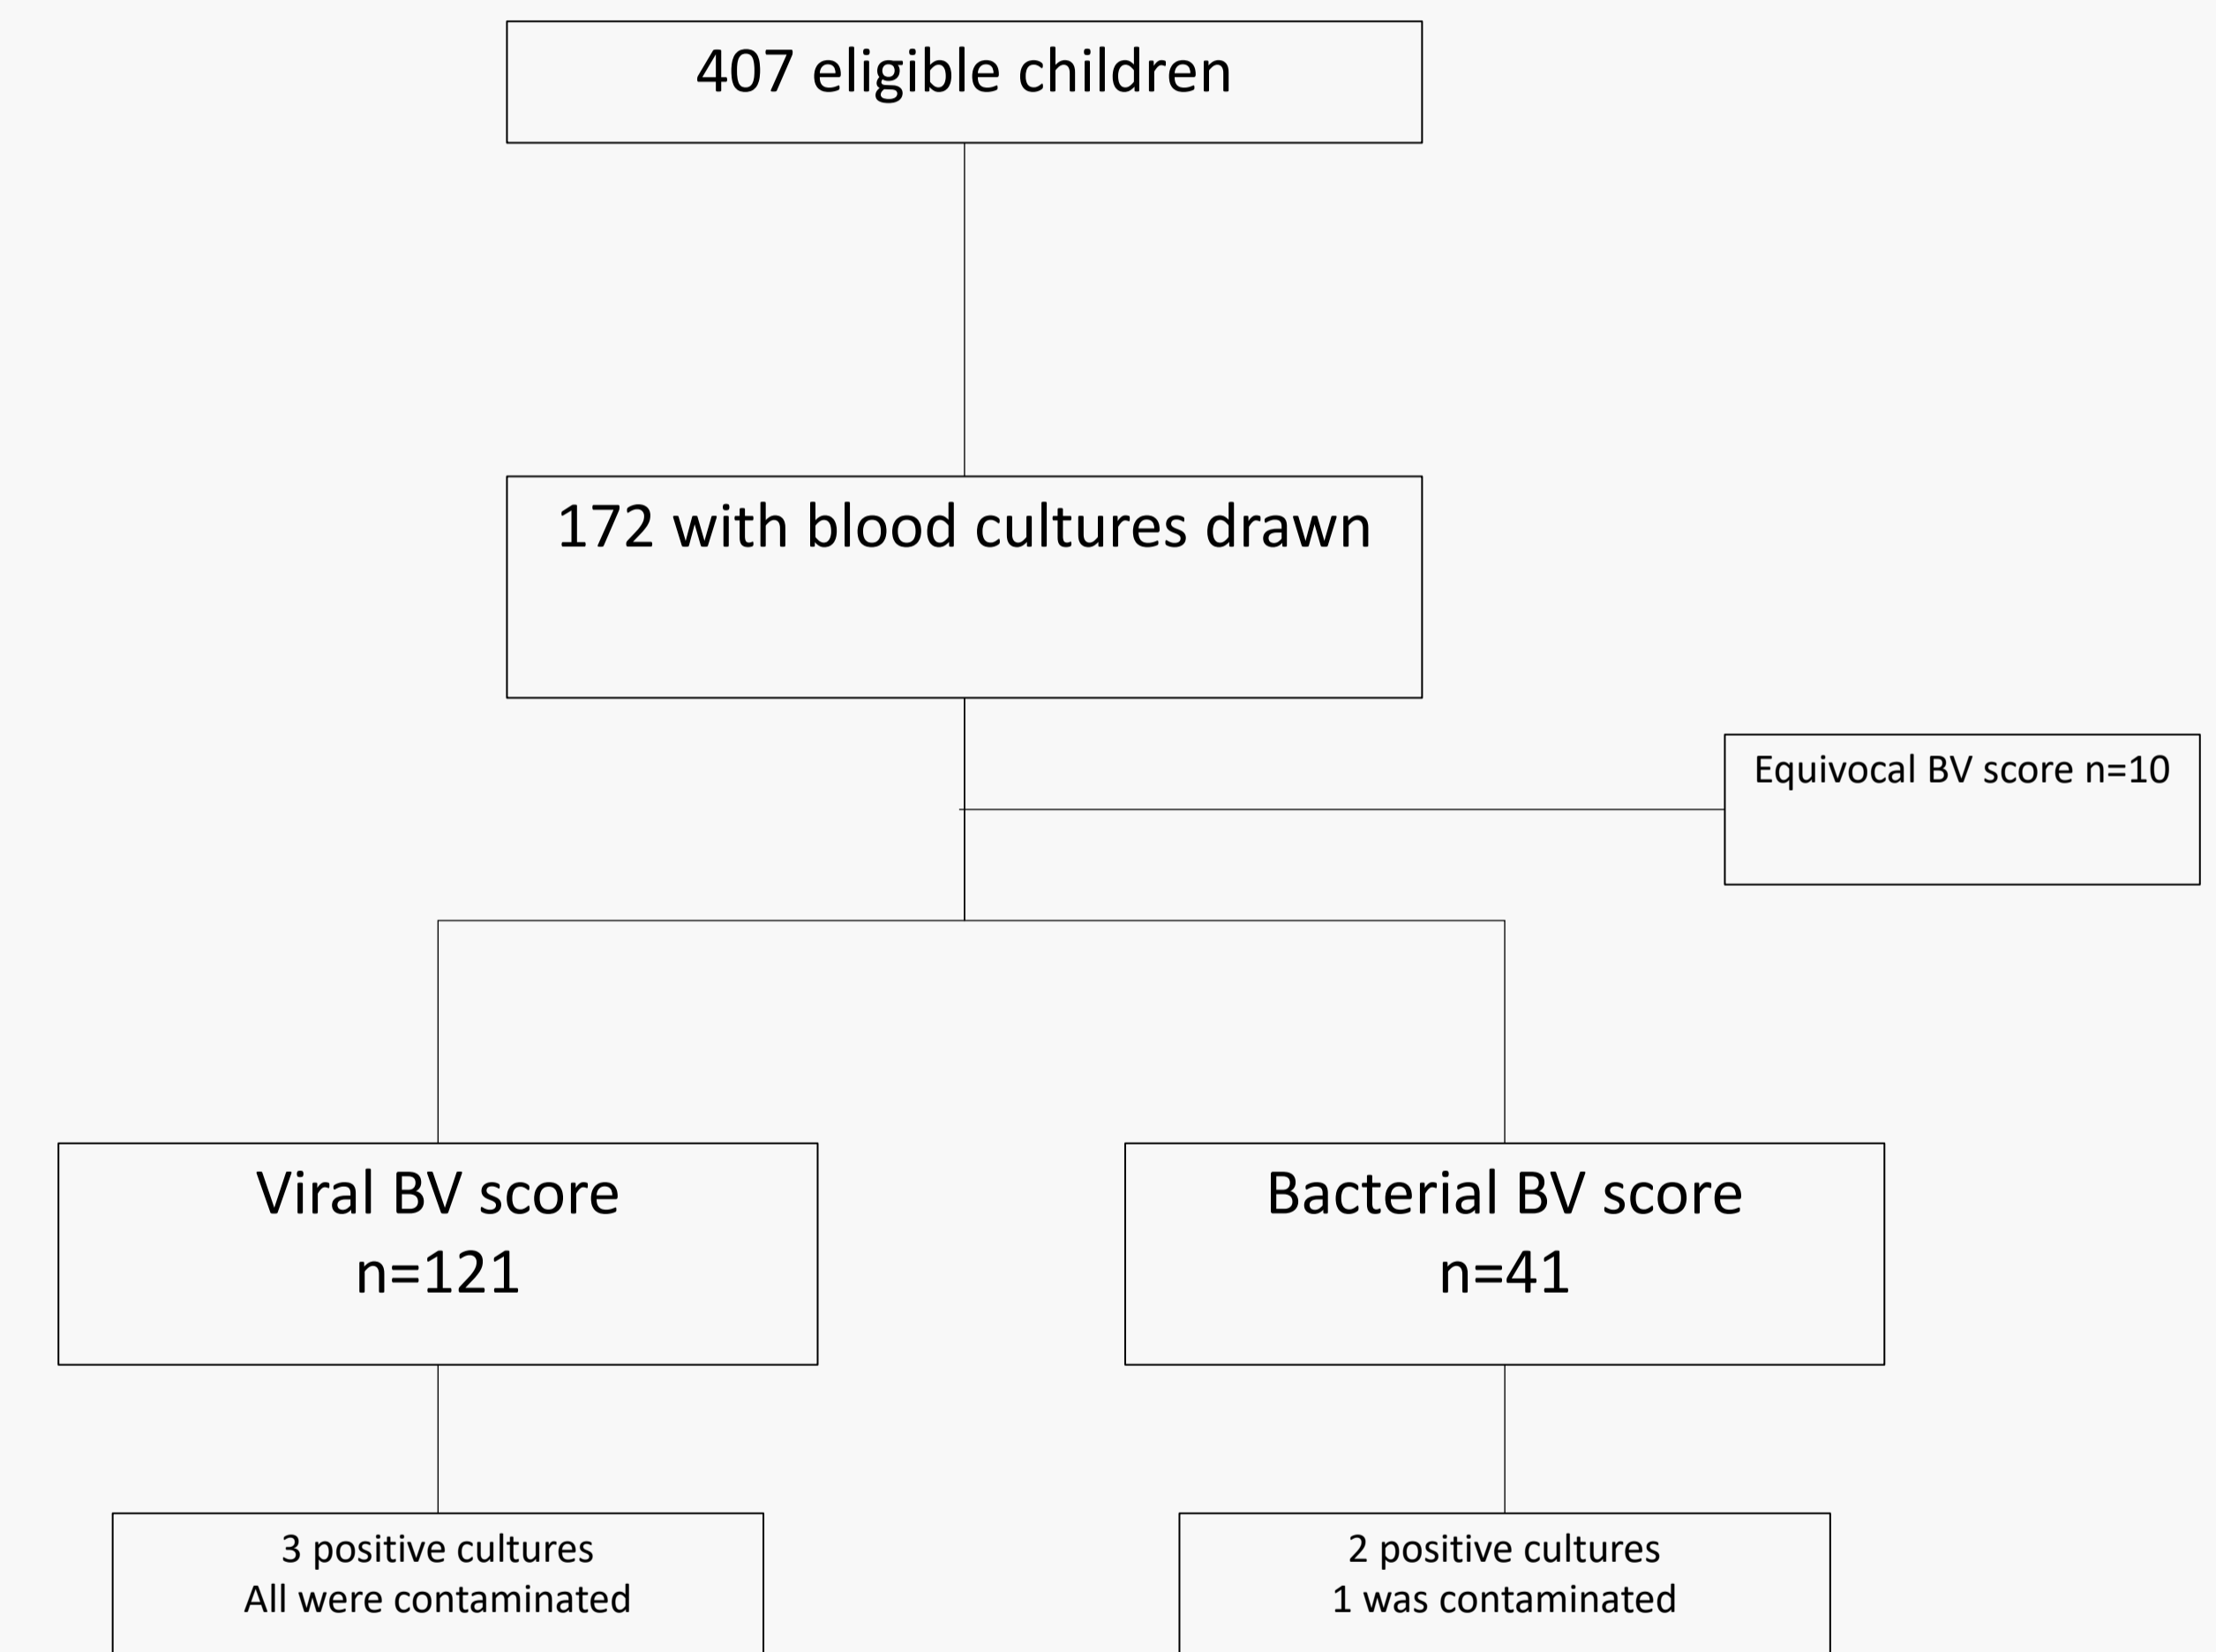 407 eligible children
172 with blood cultures drawn
Equivocal BV score n=10
Viral BV score
n=121
Bacterial BV score
n=41
3 positive cultures
All were contaminated
2 positive cultures
1 was contaminated